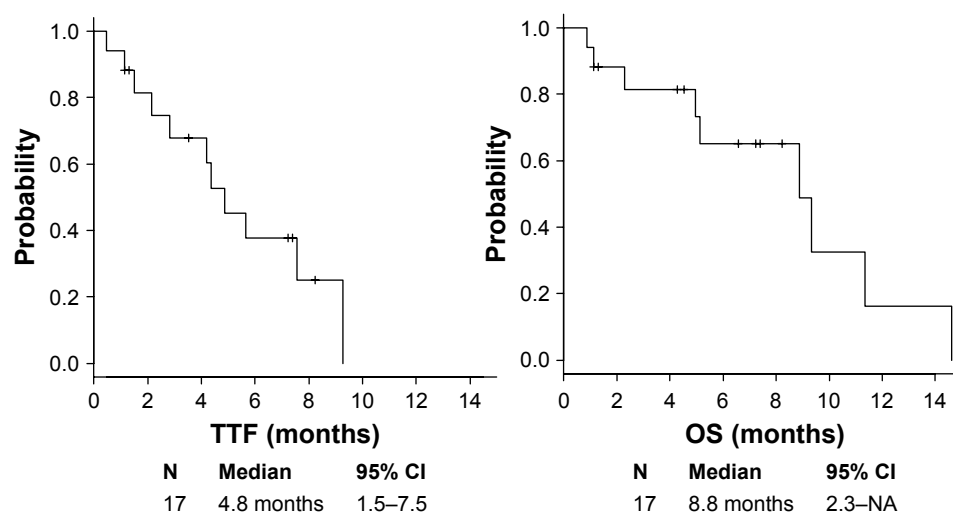 1.0
0.8
0.6
0.4
0.2
0.0
Probability
0 2 4 6 8 10 12 14
TTF (months)
N Median 95% CI
17 4.8 months 1.5–7.5
1.0
0.8
0.6
0.4
0.2
0.0
Probability
0 2 4 6 8 10 12 14
OS (months)
N Median 95% CI
17 8.8 months 2.3–NA